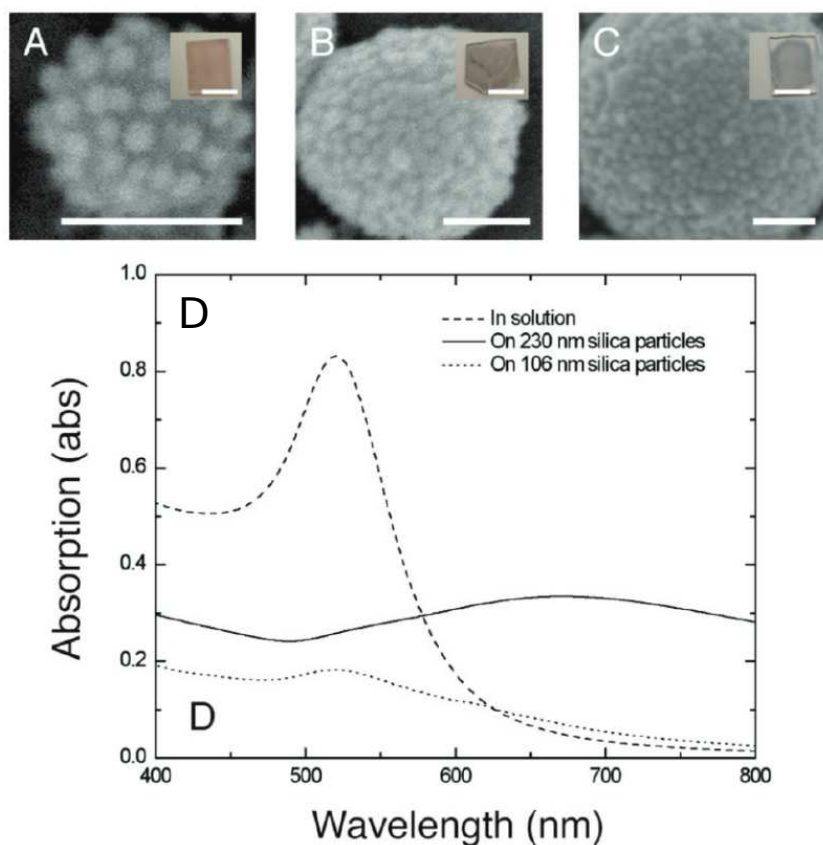 A
B
C
D
In solution
On 230 nm silica particles
On 106 nm silica particles
1.0
0.8
0.6
0.4
0.2
0.0
Absorption (abs)
D
400
500
600
700
800
Wavelength (nm)